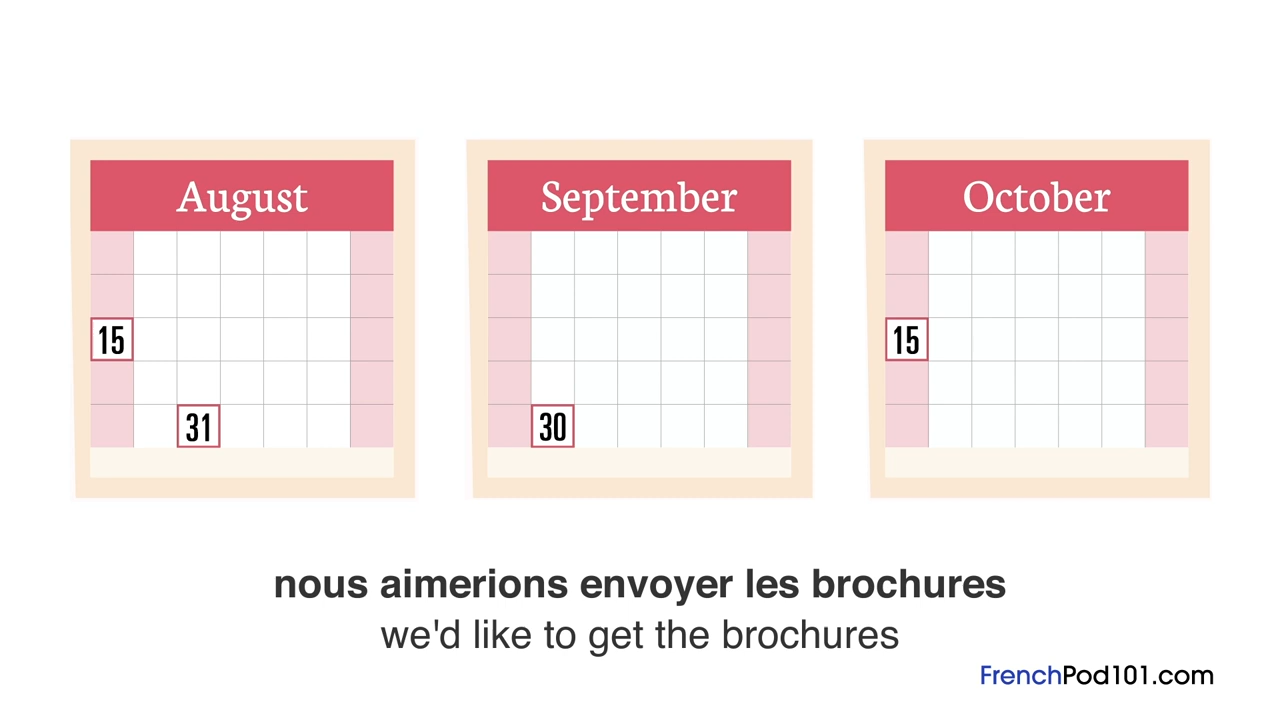 August September October
15 15
31 30
nous aimerions envoyer les brochures
we'd like to get the brochures
FrenchPod101.com